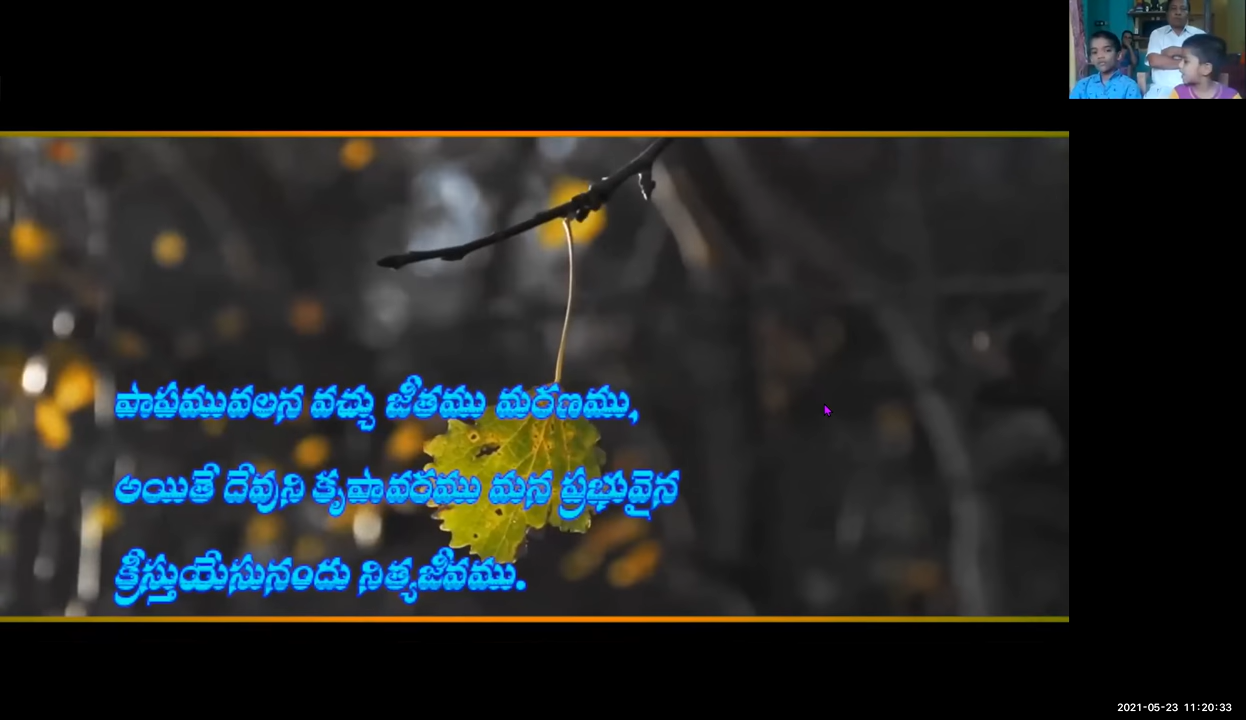 పాపమువలన వచ్చు జీతము మరణము,
అయితే దేవుని కృపావరము మన ప్రభువైన
క్రీస్తుయేసునందు నిత్యజీవము.
2021-05-23 11:20:33